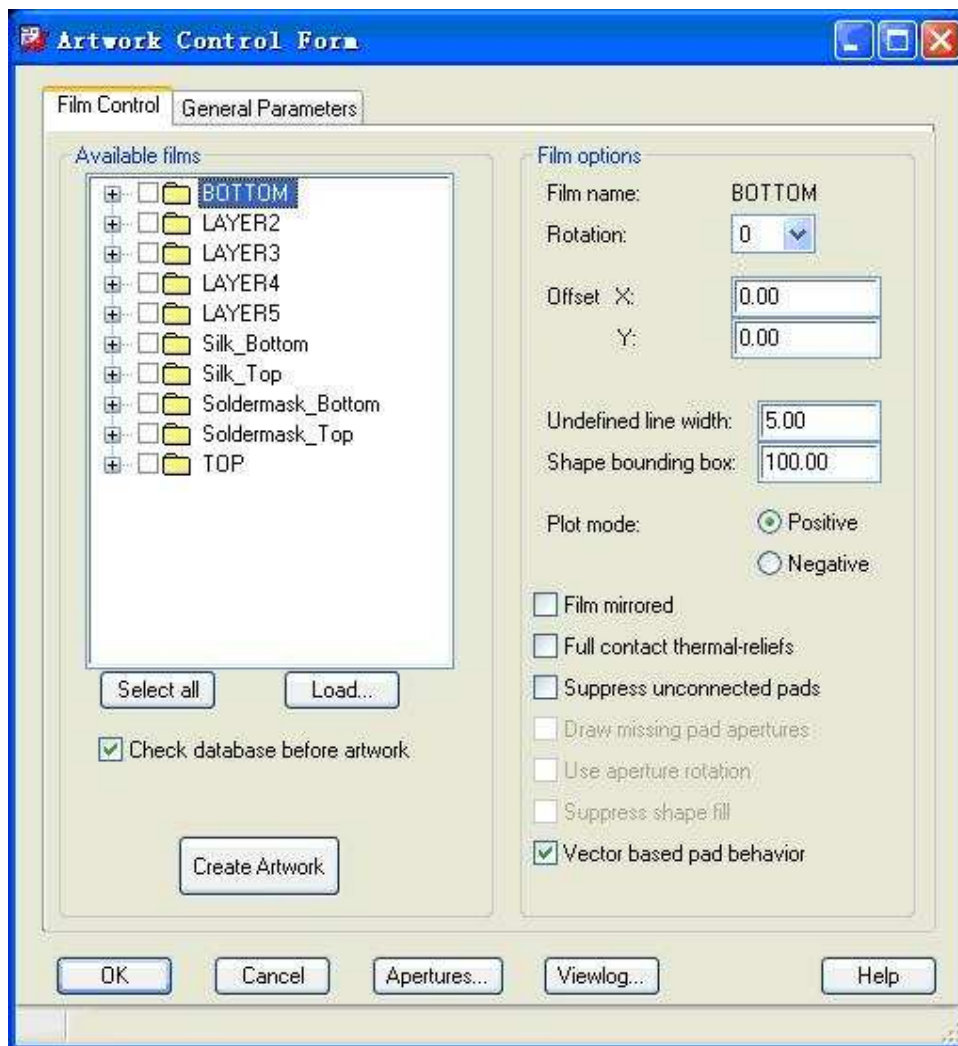 Artwork Control Form
Film Control
General Parameters
Available films
BOTTOM
LAYER2
LAYER3
LAYER4
LAYER5
Silk_Bottom
Silk_Top
Soldermask_Bottom
Soldermask_Top
TOP
Select all
Load...
Check database before artwork
Create Artwork
Film options
Film name: BOTTOM
Rotation: 0
Offset X: 0.00
Y: 0.00
Undefined line width: 5.00
Shape bounding box: 100.00
Plot mode: Positive
Negative
Film mirrored
Full contact thermal-reliefs
Suppress unconnected pads
Draw missing pad apertures
Use aperture rotation
Suppress shape fill
Vector based pad behavior
OK
Cancel
Apertures...
Viewlog...
Help